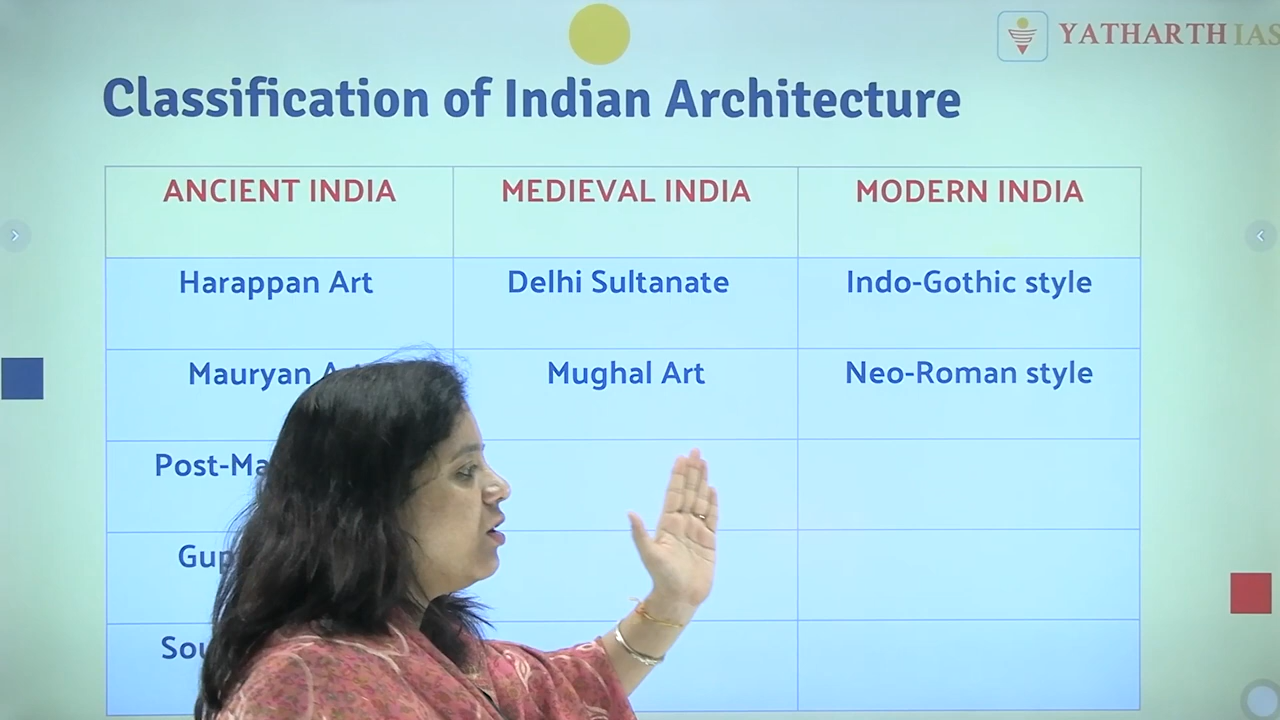 YATHARTH IAS
Classification of Indian Architecture
ANCIENT INDIA MEDIEVAL INDIA MODERN INDIA
Harappan Art Delhi Sultanate Indo-Gothic style
Mauryan Mughal Art Neo-Roman style